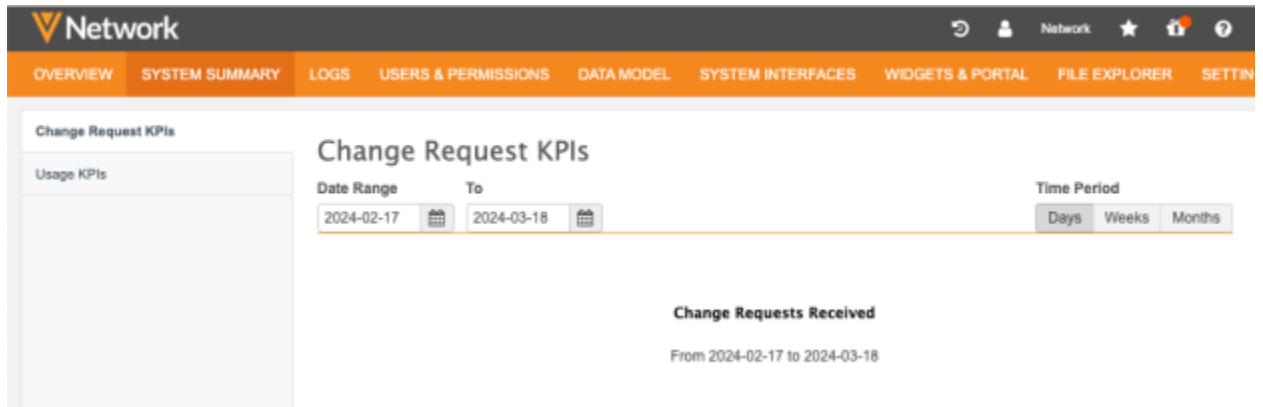 Network
Network
OVERVIEW SYSTEM SUMMARY LOGS USERS & PERMISSIONS DATA MODEL SYSTEM INTERFACES WIDGETS & PORTAL FILE EXPLORER SETTIN
Change Request KPIs
Usage KPIs
Change Request KPIs
Date Range To
Time Period
2024-02-17 2024-03-18
Days Weeks Months
Change Requests Received
From 2024-02-17 to 2024-03-18